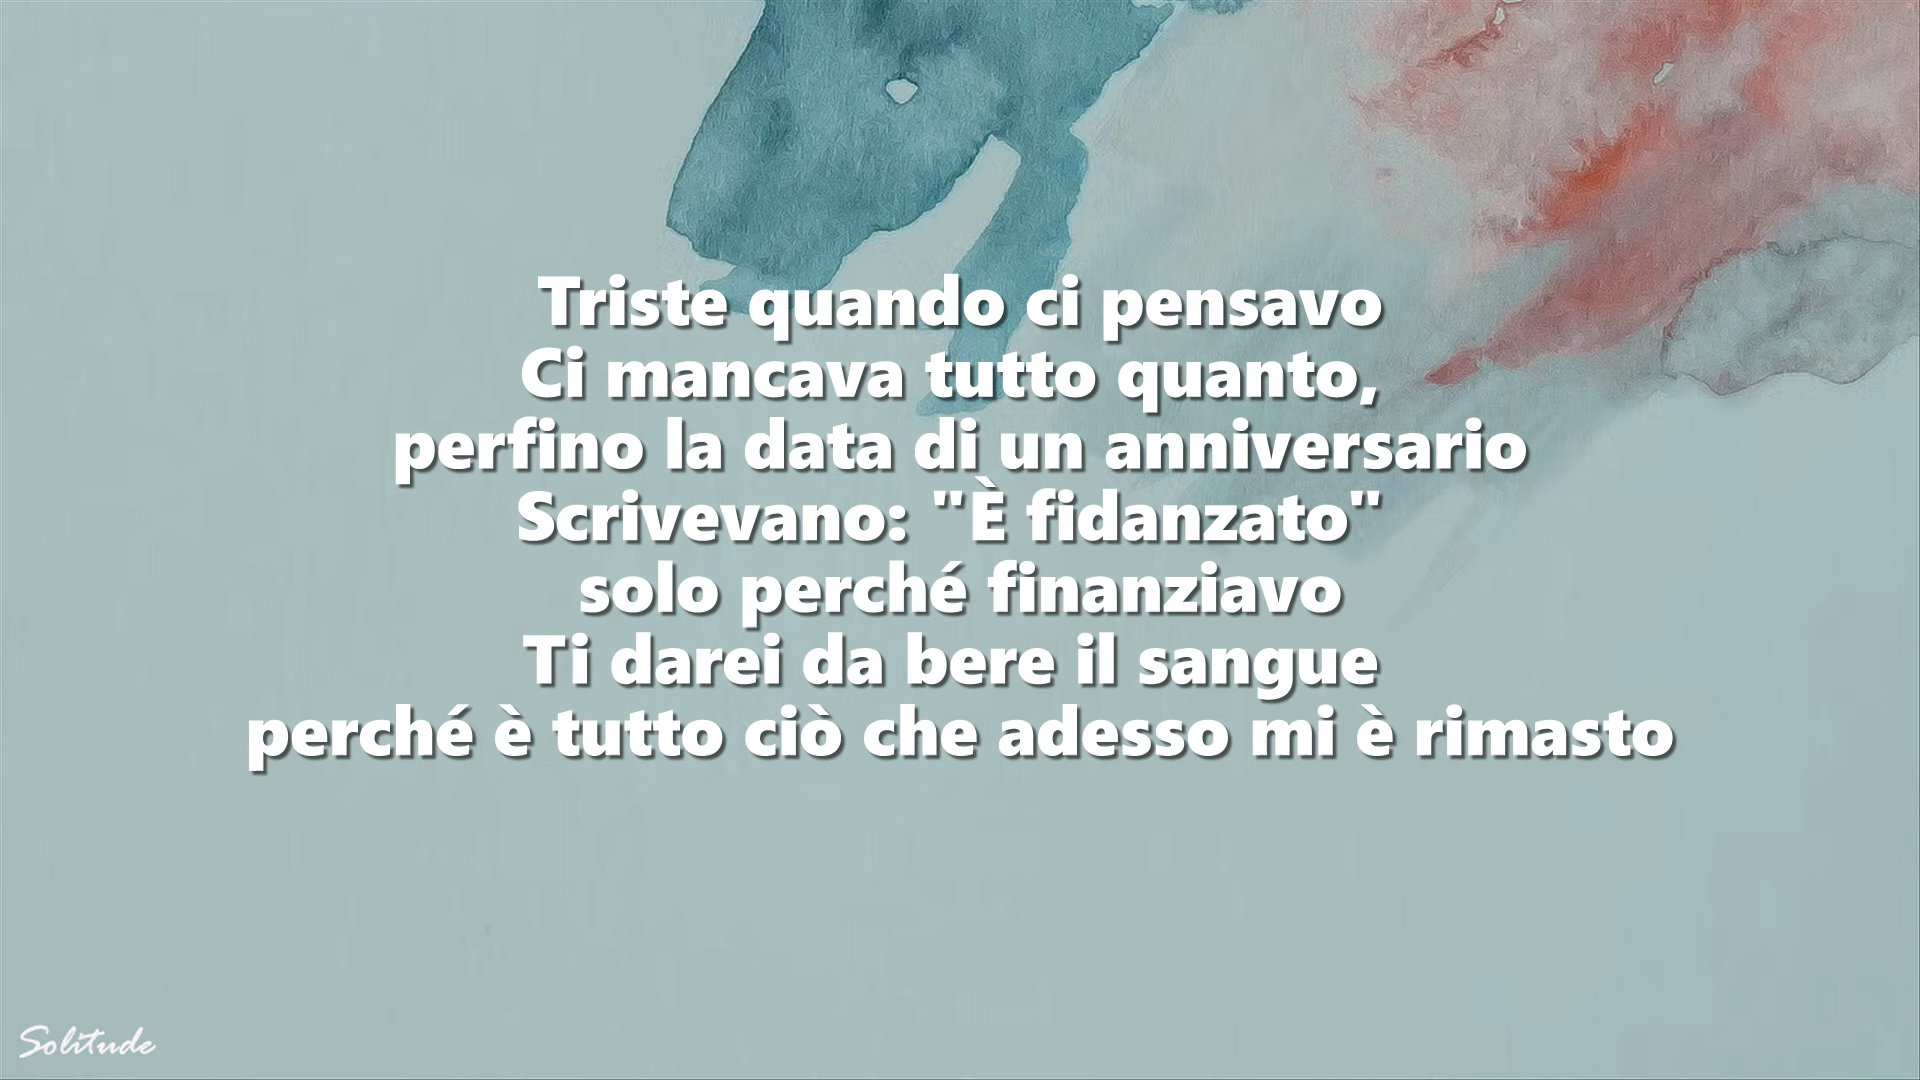 Triste quando ci pensavo
Ci mancava tutto quanto,
perfino la data di un anniversario
Scrivevano: "È fidanzato"
solo perché finanziavo
Ti darei da bere il sangue
perché è tutto ciò che adesso mi è rimasto
Solitude